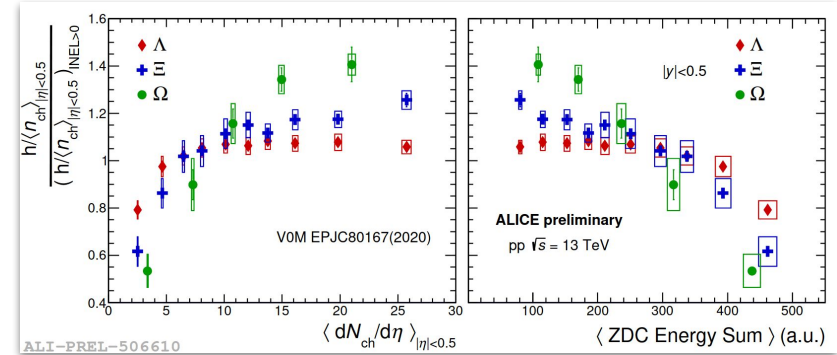 h/⟨n_ch⟩|η|<0.5
(h/⟨n_ch⟩|η|<0.5)INEL>0
1.6
1.4
1.2
1
0.8
0.6
0.4
Λ
Ξ
Ω
V0M EPJC80167(2020)
0 5 10 15 20 25 30
⟨ dN_ch/dη ⟩|η|<0.5
|y|<0.5
Λ
Ξ
Ω
ALICE preliminary
pp √s = 13 TeV
100 200 300 400 500
⟨ ZDC Energy Sum ⟩ (a.u.)
ALI-PREL-506610